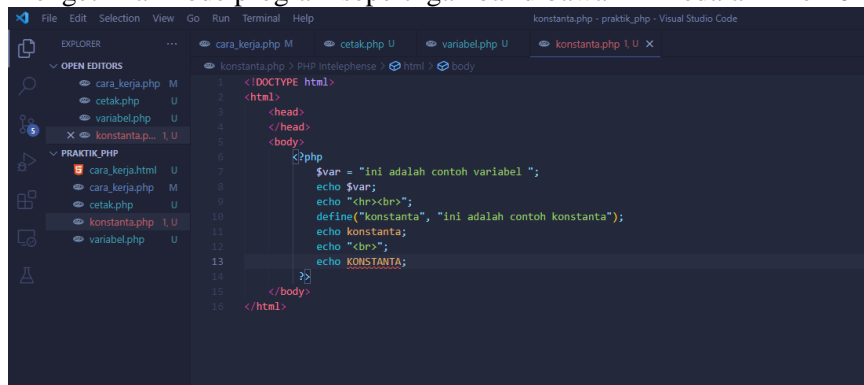 File Edit Selection View Go Run Terminal Help konstanta.php - praktik_php - Visual Studio Code
EXPLORER ... cara_kerja.php M cetak.php U variabel.php U konstanta.php 1, U X
OPEN EDITORS konstanta.php > PHP Intelephense > html > body
cara_kerja.php M
cetak.php U
variabel.php U
X konstanta.p... 1, U
PRAKTIK_PHP
cara_kerja.html U
cara_kerja.php M
cetak.php U
konstanta.php 1, U
variabel.php U
5
1 <!DOCTYPE html>
2 <html>
3 <head>
4 </head>
5 <body>
6 <?php
7 $var = "ini adalah contoh variabel ";
8 echo $var;
9 echo "<hr><br>";
10 define("konstanta", "ini adalah contoh konstanta");
11 echo konstanta;
12 echo "<br>";
13 echo KONSTANTA;
14 ?>
15 </body>
16 </html>